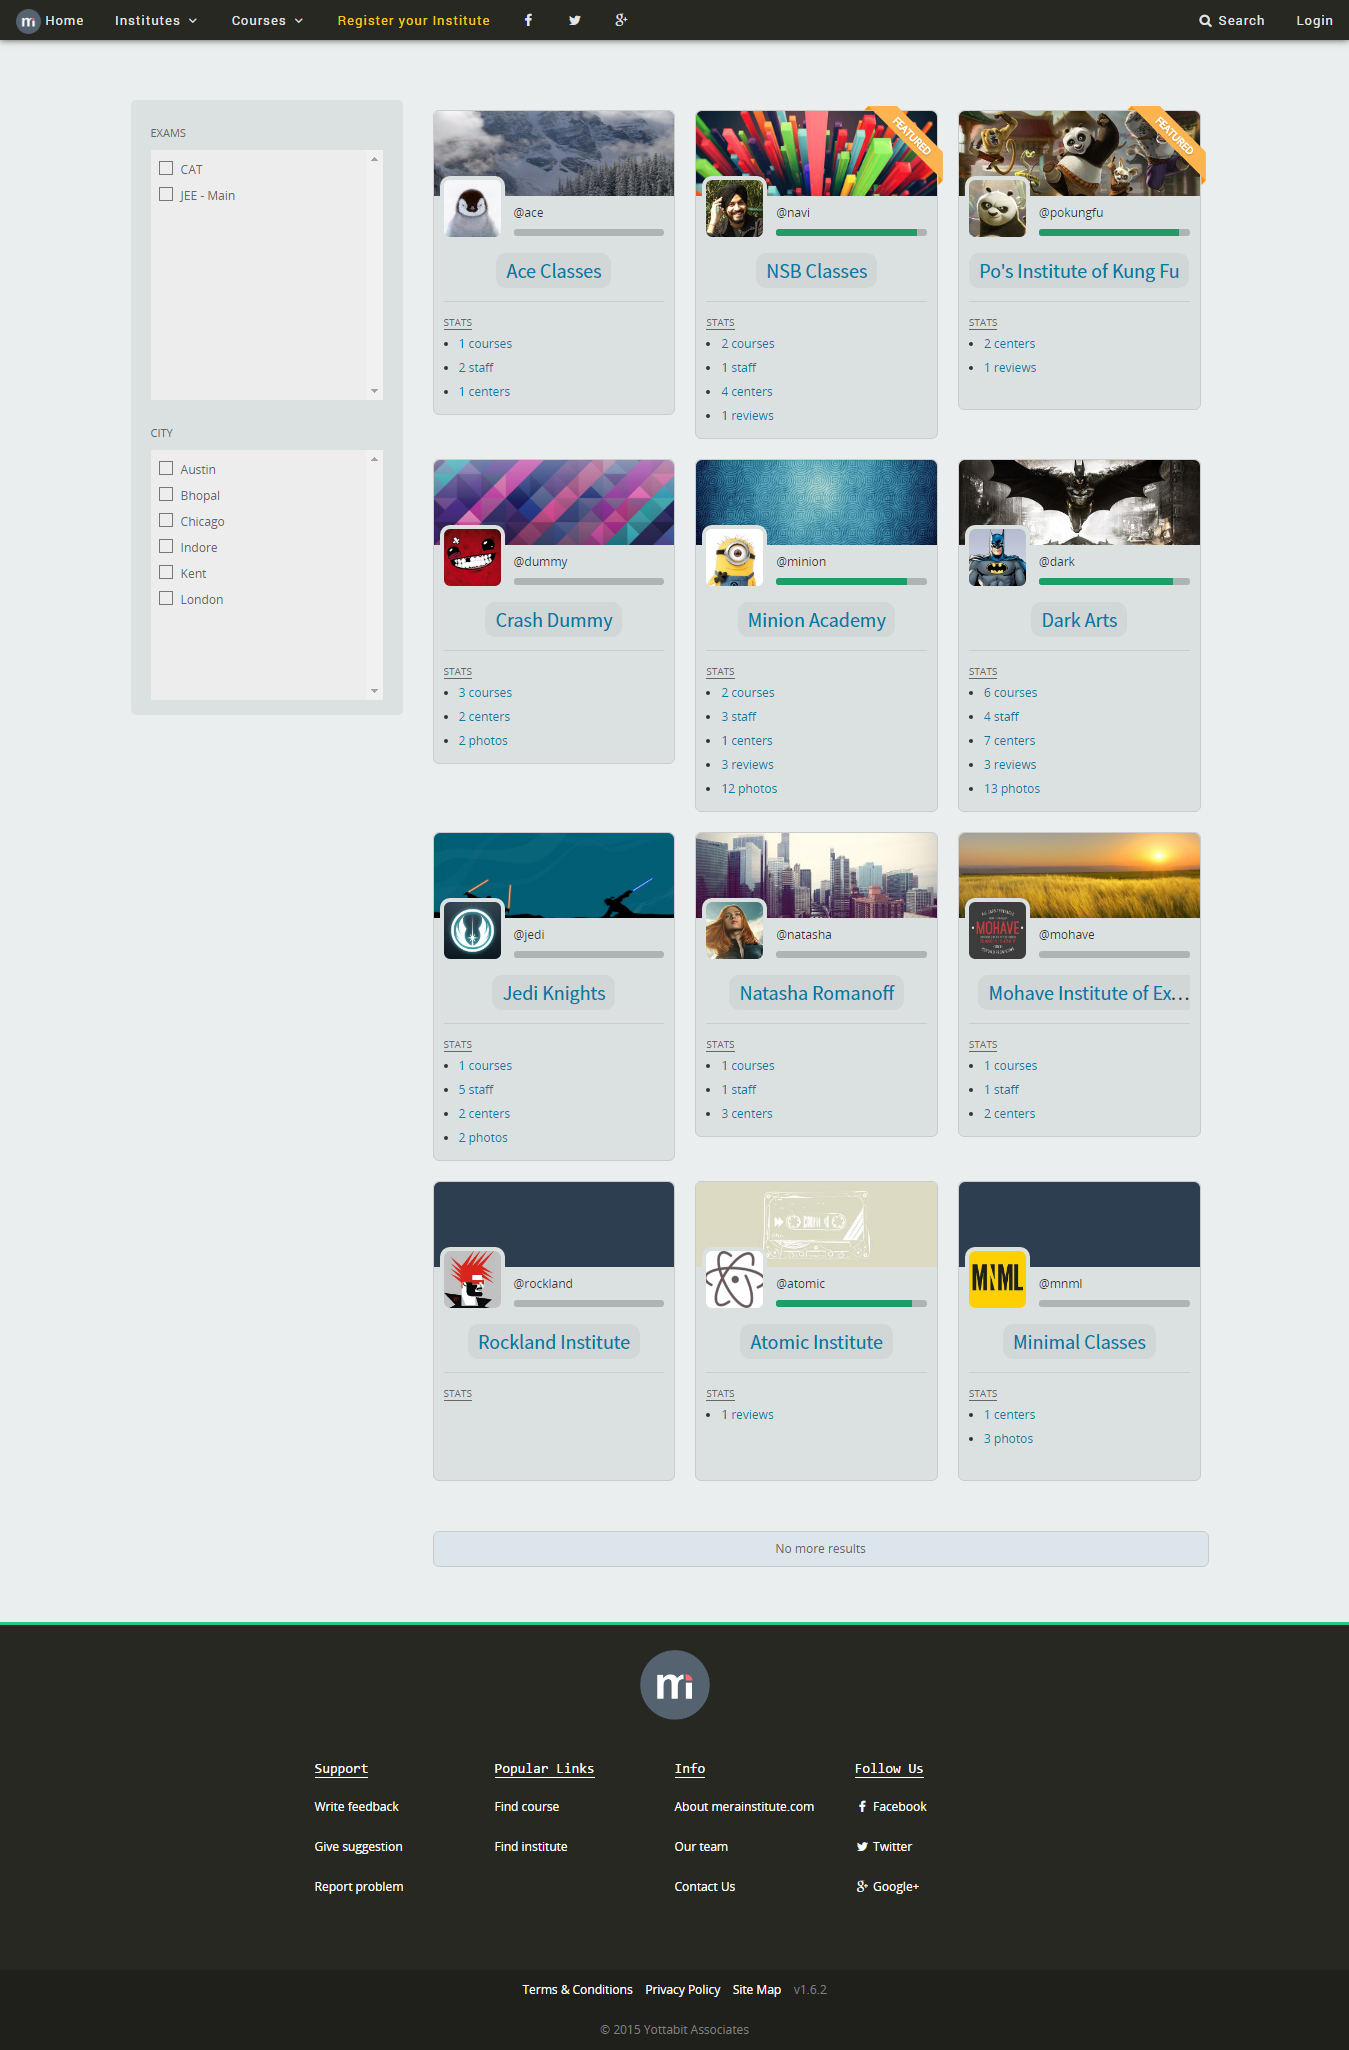 mi Home Institutes Courses Register your Institute Search Login
EXAMS
CAT
JEE - Main
CITY
Austin
Bhopal
Chicago
Indore
Kent
London
@ace
Ace Classes
STATS
1 courses
2 staff
1 centers
FEATURED
@navi
NSB Classes
STATS
2 courses
1 staff
4 centers
1 reviews
FEATURED
@pokungfu
Po's Institute of Kung Fu
STATS
2 centers
1 reviews
@dummy
Crash Dummy
STATS
3 courses
2 centers
2 photos
@minion
Minion Academy
STATS
2 courses
3 staff
1 centers
3 reviews
12 photos
@dark
Dark Arts
STATS
6 courses
4 staff
7 centers
3 reviews
13 photos
@jedi
Jedi Knights
STATS
1 courses
5 staff
2 centers
2 photos
@natasha
Natasha Romanoff
STATS
1 courses
1 staff
3 centers
MOHAVE
@mohave
Mohave Institute of Ex...
STATS
1 courses
1 staff
2 centers
@rockland
Rockland Institute
STATS
@atomic
Atomic Institute
STATS
1 reviews
MNML
@mnml
Minimal Classes
STATS
1 centers
3 photos
No more results
mi
Support
Write feedback
Give suggestion
Report problem
Popular Links
Find course
Find institute
Info
About merainstitute.com
Our team
Contact Us
Follow Us
Facebook
Twitter
Google+
Terms & Conditions Privacy Policy Site Map v1.6.2
© 2015 Yottabit Associates